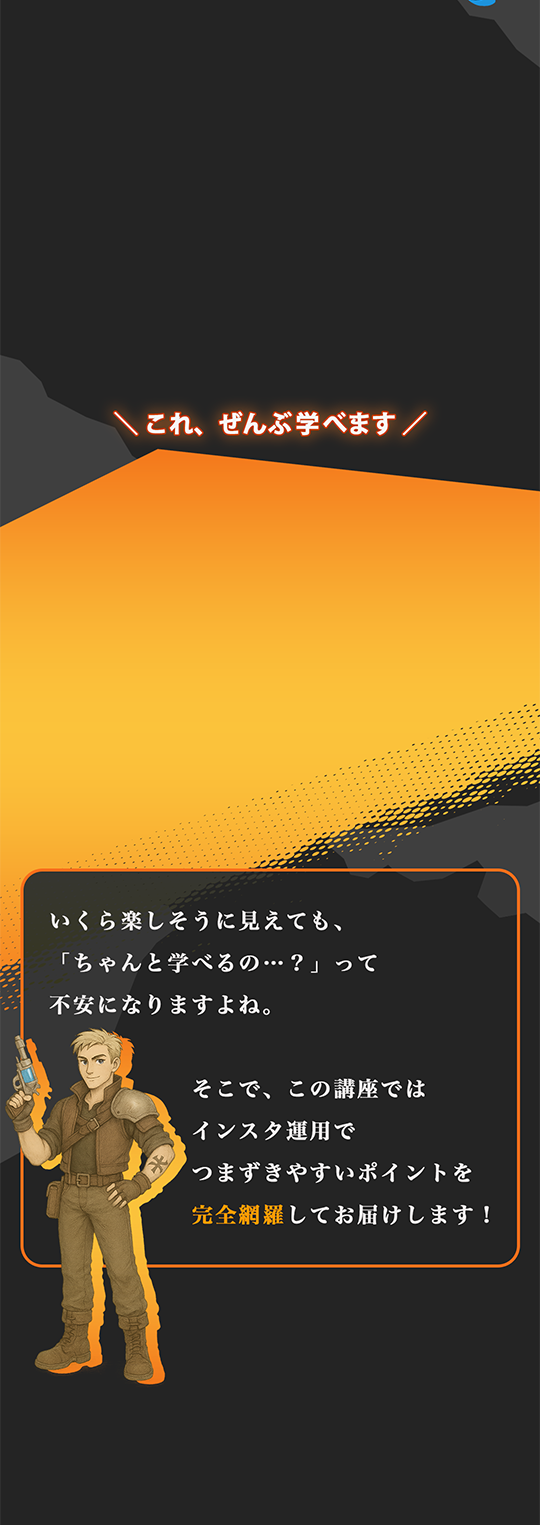 ＼ これ、ぜんぶ学べます ／
いくら楽しそうに見えても、
「ちゃんと学べるの…？」って
不安になりますよね。
そこで、この講座では
インスタ運用で
つまずきやすいポイントを
完全網羅してお届けします！